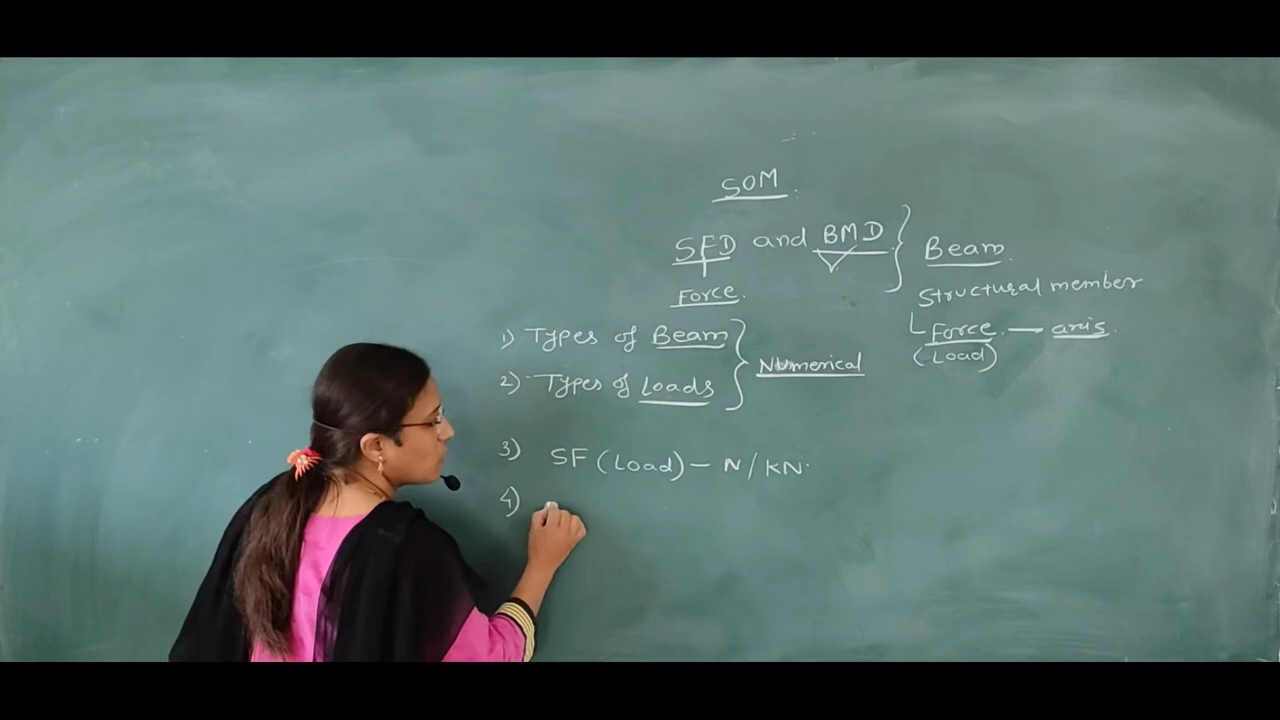 SOM.
SFD and BMD } Beam.
Force.
Structural member
Force. — axis.
(Load)
1) Types of Beam
2) Types of Loads } Numerical
3) SF (Load) — N/KN.
4)